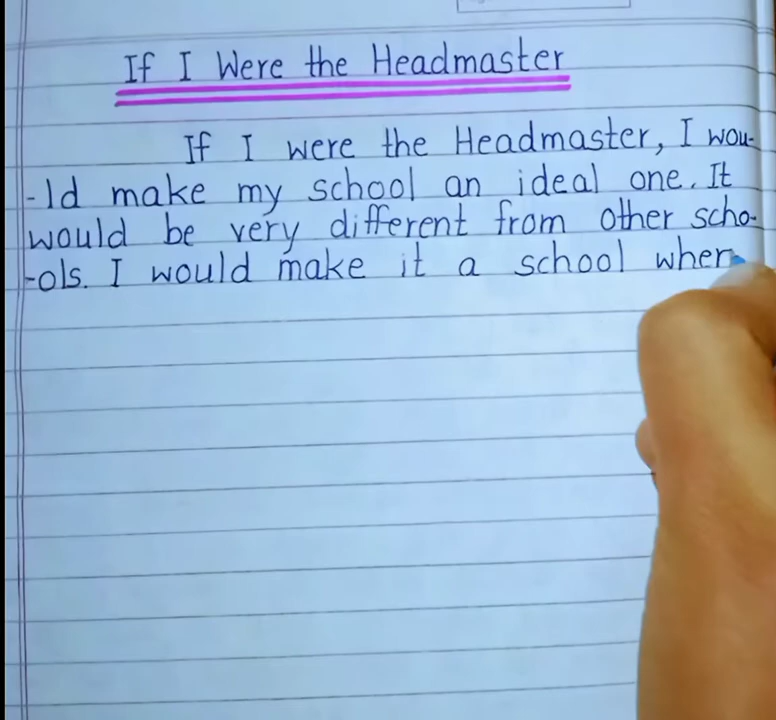 If I Were the Headmaster
If I were the Headmaster, I wou-
-ld make my school an ideal one. It
would be very different from other scho-
-ols. I would make it a school wher